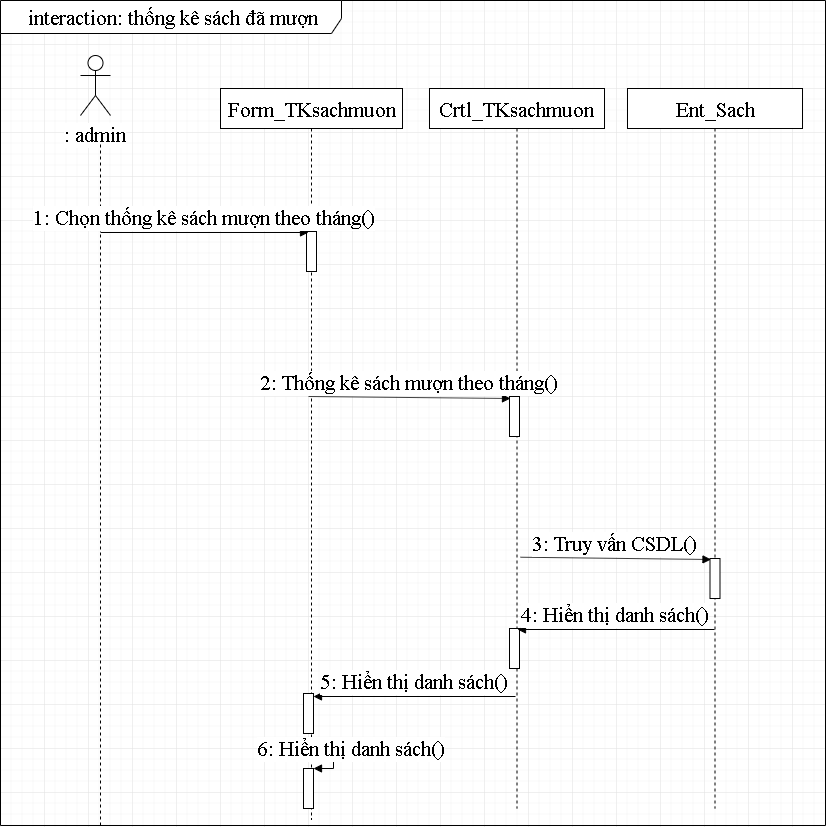 interaction: thống kê sách đã mượn
: admin
Form_TKsachmuon
Crtl_TKsachmuon
Ent_Sach
1: Chọn thống kê sách mượn theo tháng()
2: Thống kê sách mượn theo tháng()
3: Truy vấn CSDL()
4: Hiển thị danh sách()
5: Hiển thị danh sách()
6: Hiển thị danh sách()